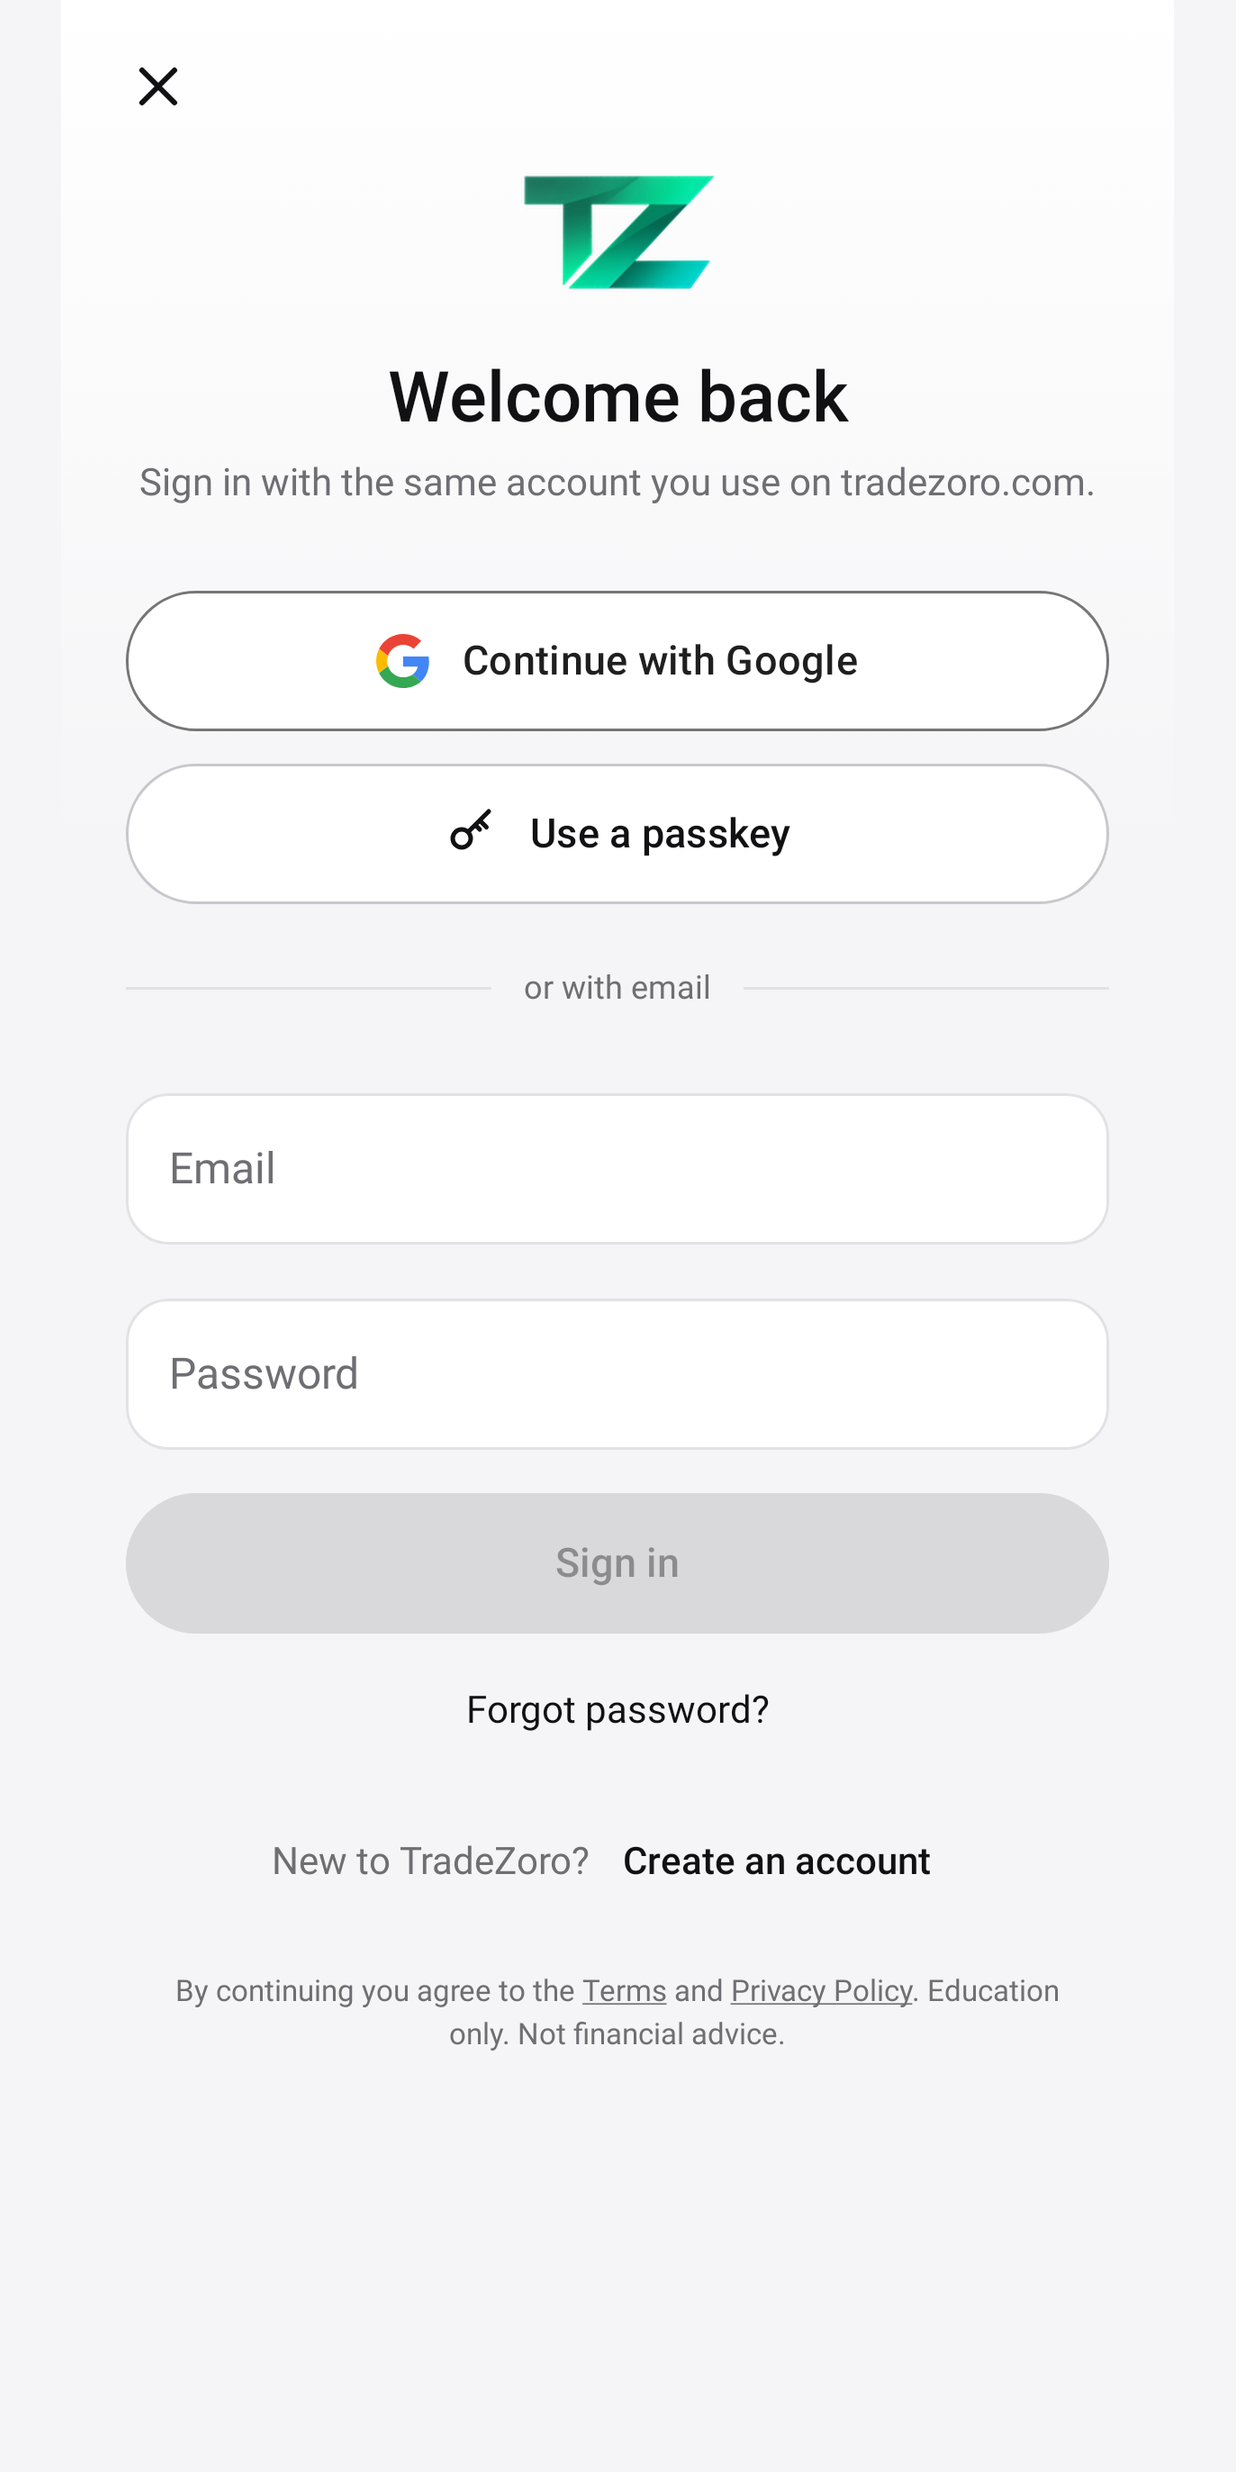 TZ
Welcome back
Sign in with the same account you use on tradezoro.com.
Continue with Google
Use a passkey
or with email
Email
Password
Sign in
Forgot password?
New to TradeZoro? Create an account
By continuing you agree to the Terms and Privacy Policy. Education
only. Not financial advice.